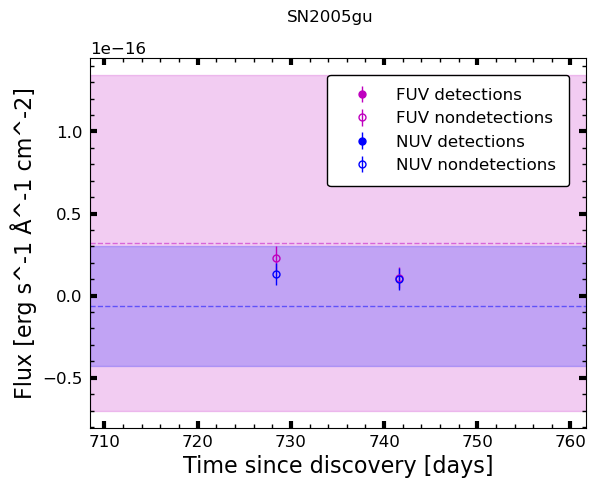 SN2005gu
1e−16
FUV detections
FUV nondetections
NUV detections
NUV nondetections
1.0
0.5
0.0
−0.5
Flux [erg s^-1 Å^-1 cm^-2]
710 720 730 740 750 760
Time since discovery [days]